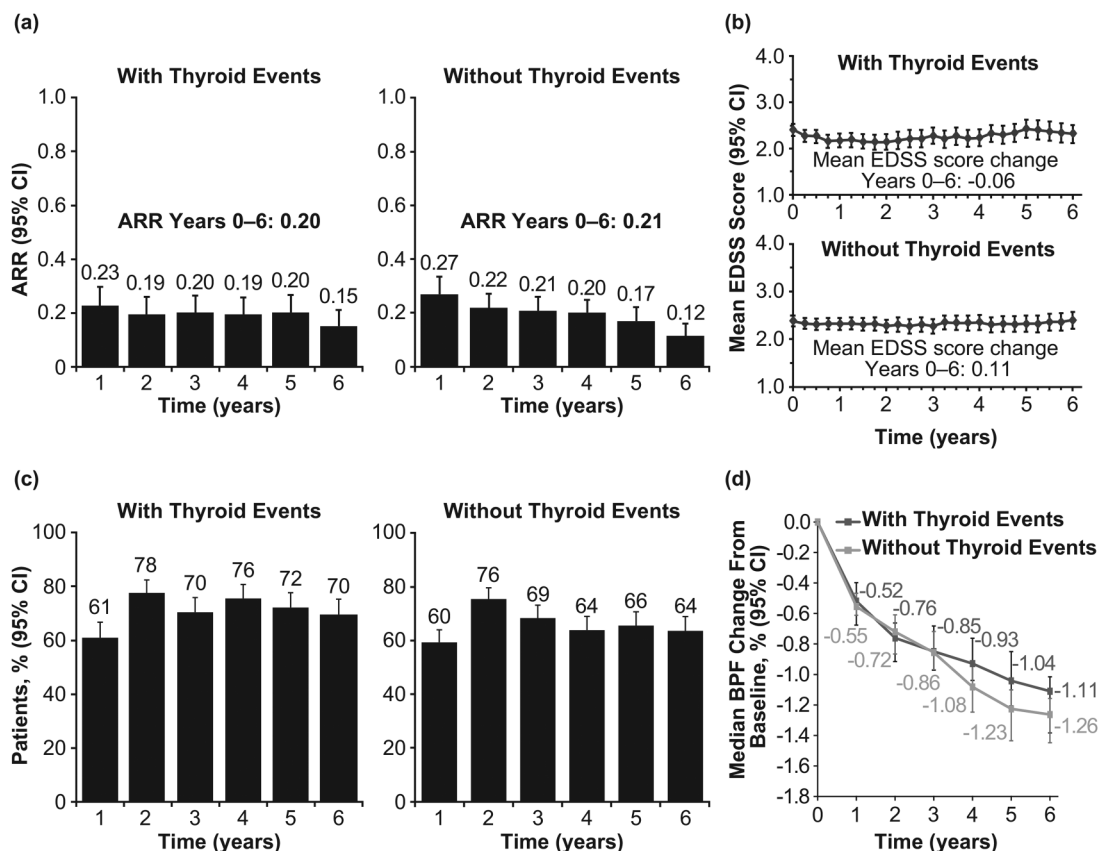 (a)
With Thyroid Events
ARR (95% CI)
1.0
0.8
0.6
0.4
0.2
0
ARR Years 0–6: 0.20
0.23
0.19
0.20
0.19
0.20
0.15
1 2 3 4 5 6
Time (years)
Without Thyroid Events
1.0
0.8
0.6
0.4
0.2
0
ARR Years 0–6: 0.21
0.27
0.22
0.21
0.20
0.17
0.12
1 2 3 4 5 6
Time (years)
(b)
Mean EDSS Score (95% CI)
4.0
3.0
2.0
1.0
With Thyroid Events
Mean EDSS score change
Years 0–6: -0.06
0 1 2 3 4 5 6
4.0
3.0
2.0
1.0
Without Thyroid Events
Mean EDSS score change
Years 0–6: 0.11
0 1 2 3 4 5 6
Time (years)
(c)
With Thyroid Events
Patients, % (95% CI)
100
80
60
40
20
0
61
78
70
76
72
70
1 2 3 4 5 6
Time (years)
Without Thyroid Events
100
80
60
40
20
0
60
76
69
64
66
64
1 2 3 4 5 6
Time (years)
(d)
Median BPF Change From
Baseline, % (95% CI)
0.0
-0.2
-0.4
-0.6
-0.8
-1.0
-1.2
-1.4
-1.6
-1.8
With Thyroid Events
Without Thyroid Events
-0.52
-0.76
-0.85
-0.93
-1.04
-1.11
-0.55
-0.72
-0.86
-1.08
-1.23
-1.26
0 1 2 3 4 5 6
Time (years)